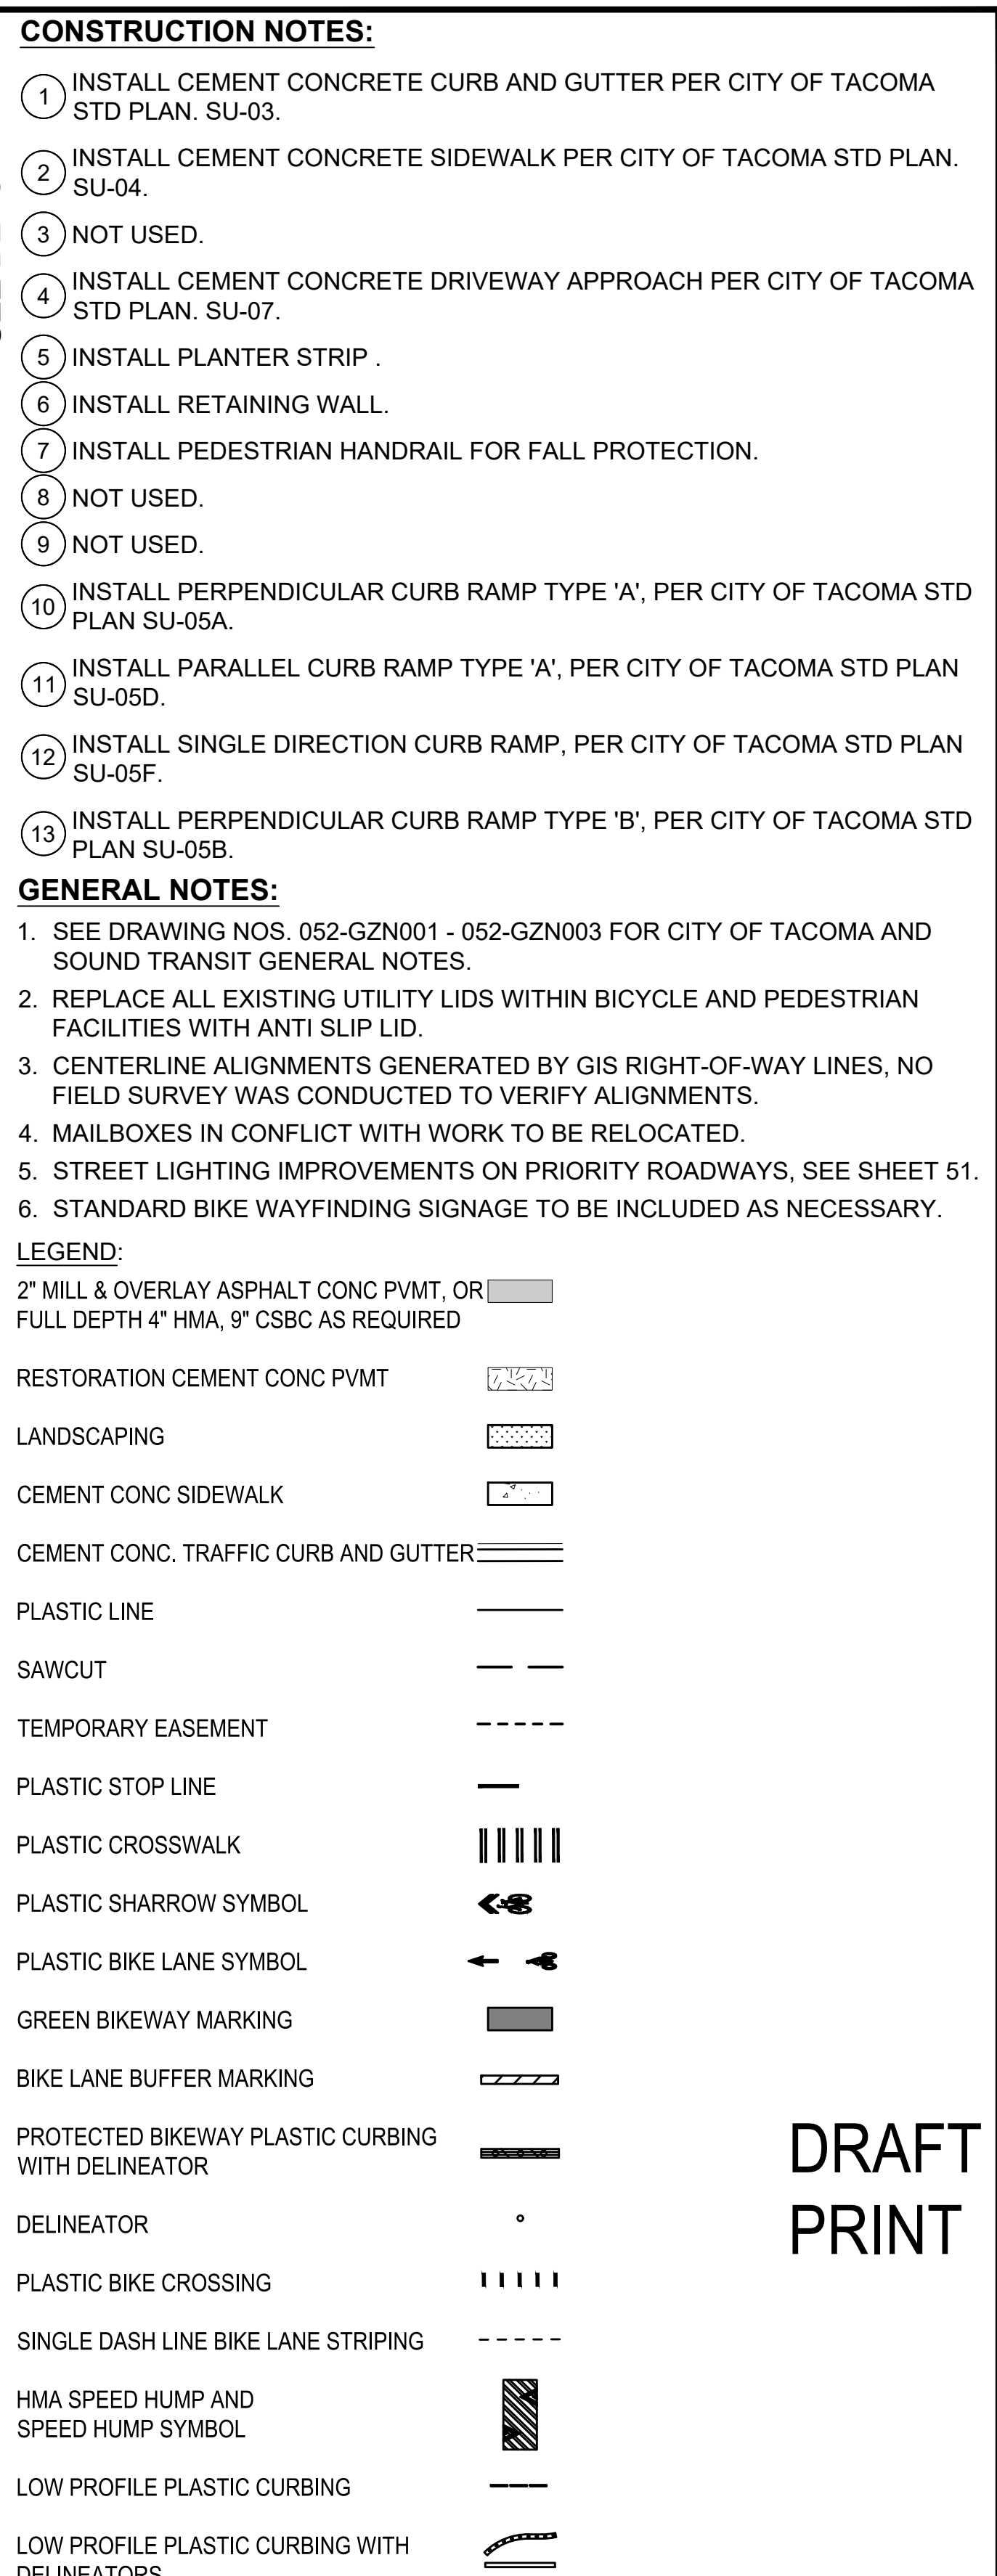 CONSTRUCTION NOTES:
1 INSTALL CEMENT CONCRETE CURB AND GUTTER PER CITY OF TACOMA
STD PLAN. SU-03.
2 INSTALL CEMENT CONCRETE SIDEWALK PER CITY OF TACOMA STD PLAN.
SU-04.
3 NOT USED.
4 INSTALL CEMENT CONCRETE DRIVEWAY APPROACH PER CITY OF TACOMA
STD PLAN. SU-07.
5 INSTALL PLANTER STRIP .
6 INSTALL RETAINING WALL.
7 INSTALL PEDESTRIAN HANDRAIL FOR FALL PROTECTION.
8 NOT USED.
9 NOT USED.
10 INSTALL PERPENDICULAR CURB RAMP TYPE 'A', PER CITY OF TACOMA STD
PLAN SU-05A.
11 INSTALL PARALLEL CURB RAMP TYPE 'A', PER CITY OF TACOMA STD PLAN
SU-05D.
12 INSTALL SINGLE DIRECTION CURB RAMP, PER CITY OF TACOMA STD PLAN
SU-05F.
13 INSTALL PERPENDICULAR CURB RAMP TYPE 'B', PER CITY OF TACOMA STD
PLAN SU-05B.
GENERAL NOTES:
1. SEE DRAWING NOS. 052-GZN001 - 052-GZN003 FOR CITY OF TACOMA AND
SOUND TRANSIT GENERAL NOTES.
2. REPLACE ALL EXISTING UTILITY LIDS WITHIN BICYCLE AND PEDESTRIAN
FACILITIES WITH ANTI SLIP LID.
3. CENTERLINE ALIGNMENTS GENERATED BY GIS RIGHT-OF-WAY LINES, NO
FIELD SURVEY WAS CONDUCTED TO VERIFY ALIGNMENTS.
4. MAILBOXES IN CONFLICT WITH WORK TO BE RELOCATED.
5. STREET LIGHTING IMPROVEMENTS ON PRIORITY ROADWAYS, SEE SHEET 51.
6. STANDARD BIKE WAYFINDING SIGNAGE TO BE INCLUDED AS NECESSARY.
LEGEND:
2" MILL & OVERLAY ASPHALT CONC PVMT, OR
FULL DEPTH 4" HMA, 9" CSBC AS REQUIRED
RESTORATION CEMENT CONC PVMT
LANDSCAPING
CEMENT CONC SIDEWALK
CEMENT CONC. TRAFFIC CURB AND GUTTER
PLASTIC LINE
SAWCUT
TEMPORARY EASEMENT
PLASTIC STOP LINE
PLASTIC CROSSWALK
PLASTIC SHARROW SYMBOL
PLASTIC BIKE LANE SYMBOL
GREEN BIKEWAY MARKING
BIKE LANE BUFFER MARKING
PROTECTED BIKEWAY PLASTIC CURBING
WITH DELINEATOR
DELINEATOR
PLASTIC BIKE CROSSING
SINGLE DASH LINE BIKE LANE STRIPING
HMA SPEED HUMP AND
SPEED HUMP SYMBOL
LOW PROFILE PLASTIC CURBING
LOW PROFILE PLASTIC CURBING WITH
DELINEATORS
DRAFT
PRINT